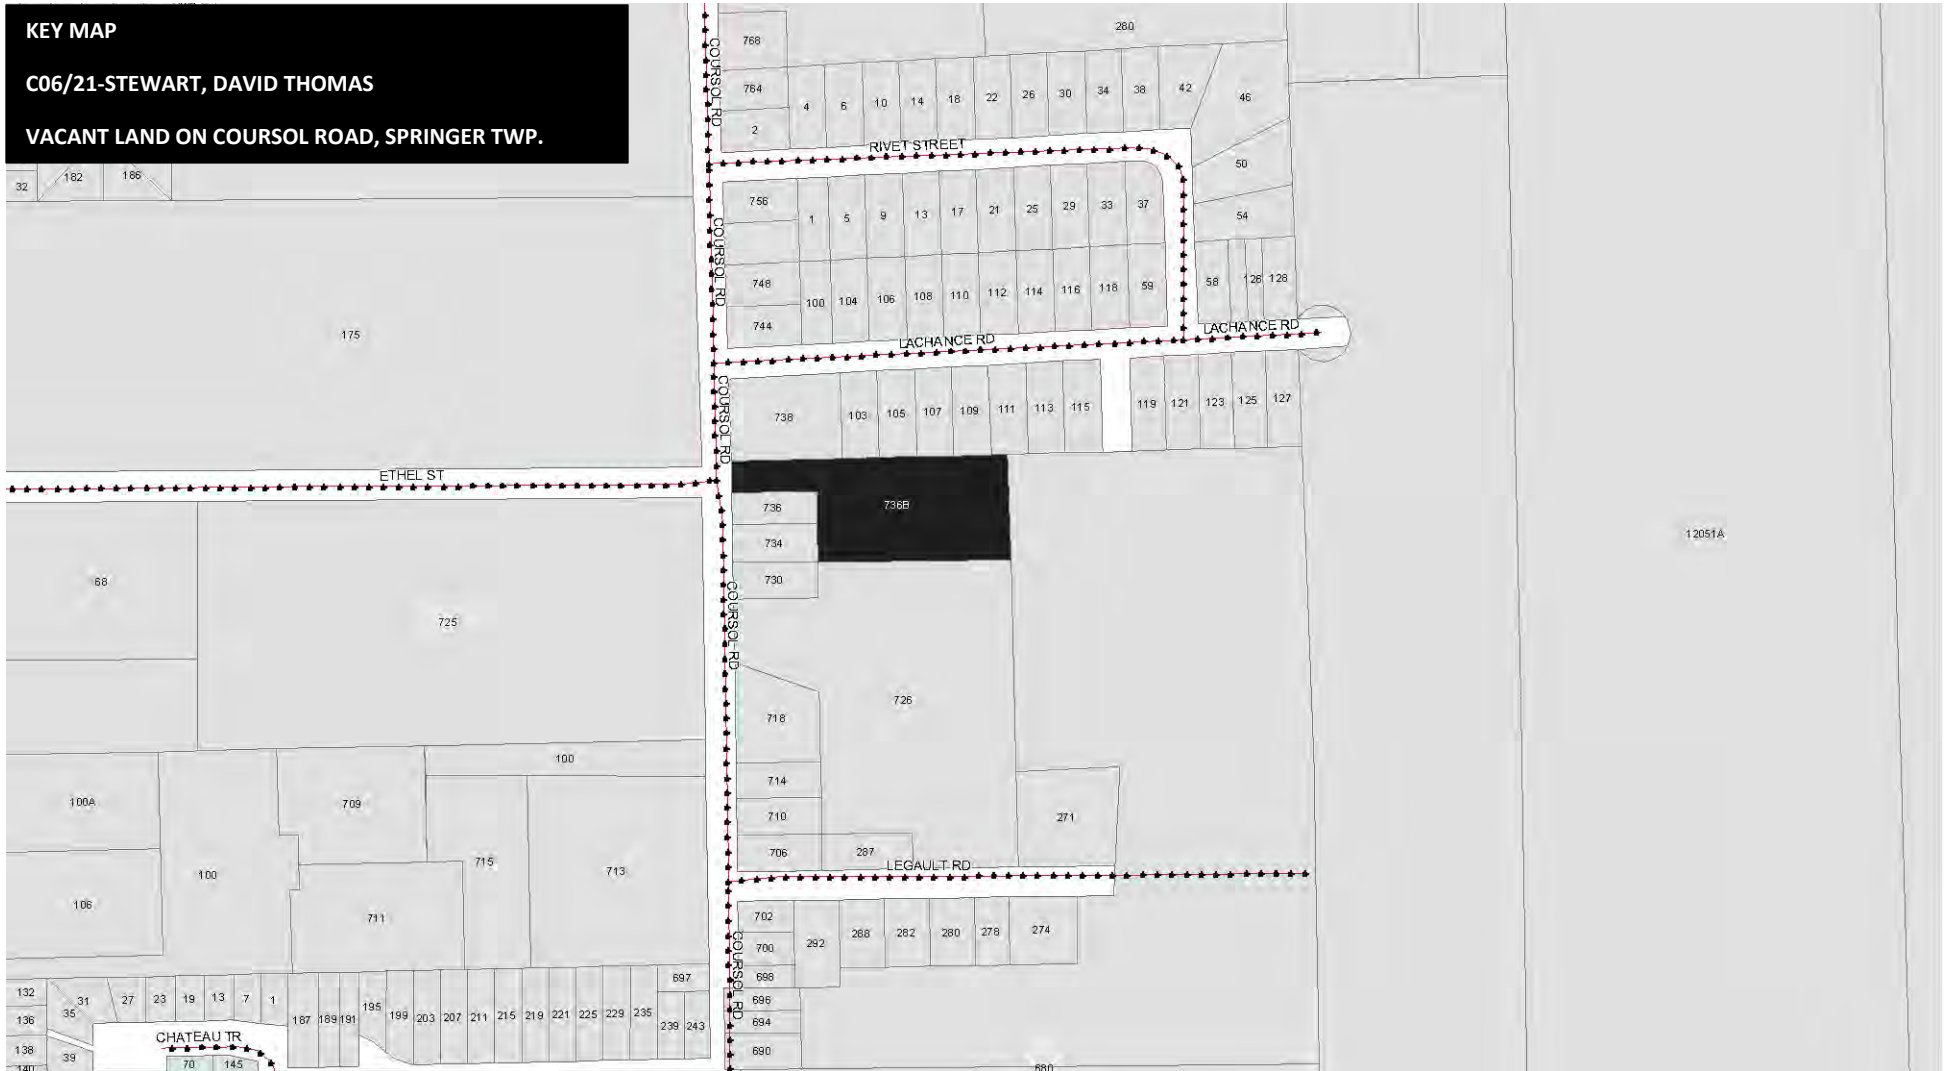 KEY MAP
C06/21-STEWART, DAVID THOMAS
VACANT LAND ON COURSOL ROAD, SPRINGER TWP.
32 182 186
COURSOL RD
768 280
764 4 6 10 14 18 22 26 30 34 38 42 46
2
RIVET STREET
50
756 1 5 9 13 17 21 25 29 33 37 54
COURSOL RD
748 100 104 106 108 110 112 114 116 118 59 58 126 128
744
LACHANCE RD LACHANCE RD
175
COURSOL RD
738 103 105 107 109 111 113 115 119 121 123 125 127
ETHEL ST
736 736B
734
730
12051A
68
725
COURSOL RD
726
718
100
714
100A 709 710 271
706 287
LEGAULT RD
715 713
100
106 711
702
700 292 288 282 280 278 274
698
COURSOL RD
697
132 31 27 23 19 13 7 1
35
136 187 189 191 195 199 203 207 211 215 219 221 225 229 235 239 243
696
694
690
CHATEAU TR
138 39
140 70 145 680